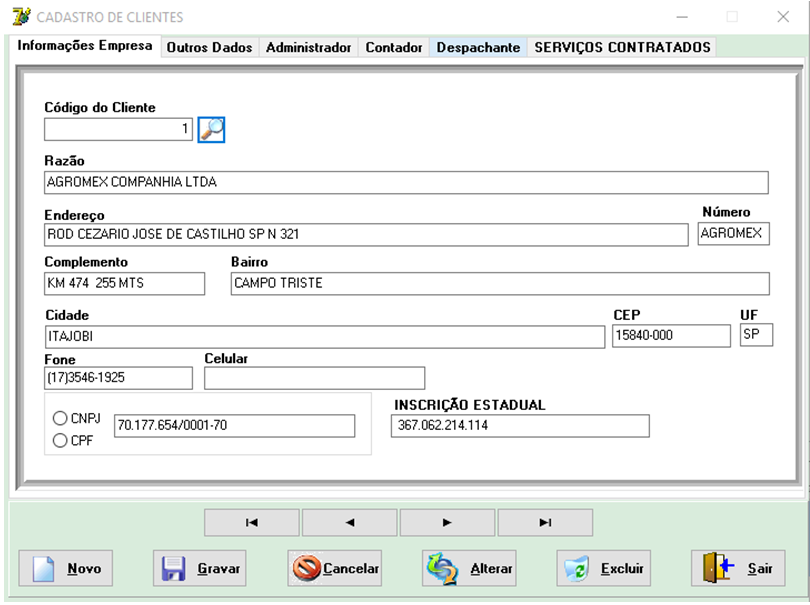 CADASTRO DE CLIENTES
Informações Empresa Outros Dados Administrador Contador Despachante SERVIÇOS CONTRATADOS
Código do Cliente
1
Razão
AGROMEX COMPANHIA LTDA
Endereço Número
ROD CEZARIO JOSE DE CASTILHO SP N 321 AGROMEX
Complemento Bairro
KM 474 255 MTS CAMPO TRISTE
Cidade CEP UF
ITAJOBI 15840-000 SP
Fone Celular
(17)3546-1925
INSCRIÇÃO ESTADUAL
CNPJ 70.177.654/0001-70 367.062.214.114
CPF
Novo Gravar Cancelar Alterar Excluir Sair